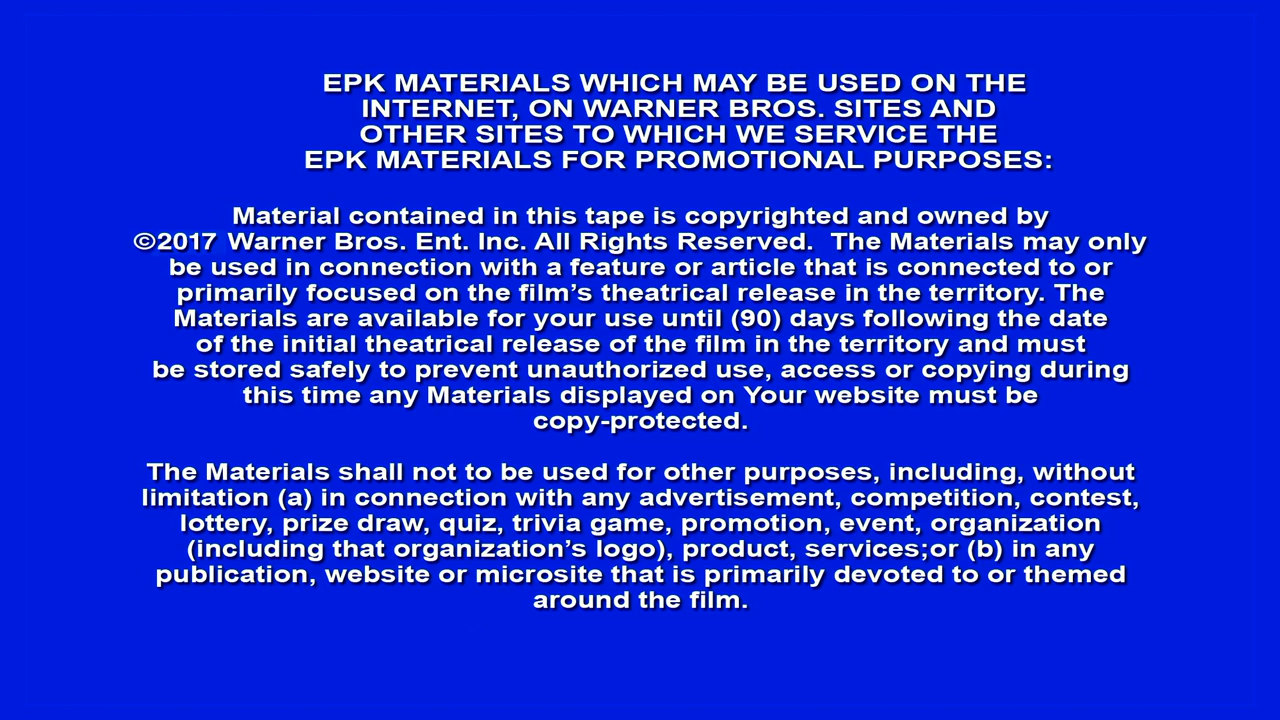 EPK MATERIALS WHICH MAY BE USED ON THE
INTERNET, ON WARNER BROS. SITES AND
OTHER SITES TO WHICH WE SERVICE THE
EPK MATERIALS FOR PROMOTIONAL PURPOSES:
Material contained in this tape is copyrighted and owned by
©2017 Warner Bros. Ent. Inc. All Rights Reserved. The Materials may only
be used in connection with a feature or article that is connected to or
primarily focused on the film’s theatrical release in the territory. The
Materials are available for your use until (90) days following the date
of the initial theatrical release of the film in the territory and must
be stored safely to prevent unauthorized use, access or copying during
this time any Materials displayed on Your website must be
copy-protected.
The Materials shall not to be used for other purposes, including, without
limitation (a) in connection with any advertisement, competition, contest,
lottery, prize draw, quiz, trivia game, promotion, event, organization
(including that organization’s logo), product, services;or (b) in any
publication, website or microsite that is primarily devoted to or themed
around the film.